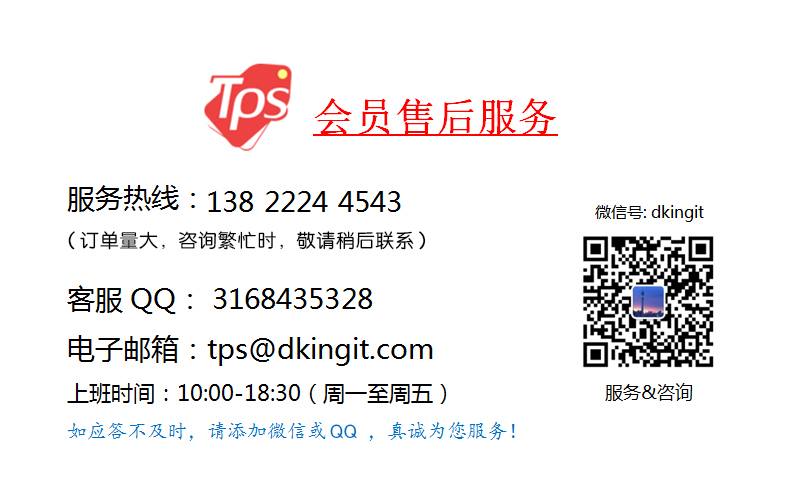 Tps
会员售后服务
服务热线：138 2224 4543
（订单量大，咨询繁忙时，敬请稍后联系）
客服 QQ： 3168435328
电子邮箱：tps@dkingit.com
上班时间：10:00-18:30（周一至周五）
如应答不及时，请添加微信或 QQ ，真诚为您服务！
微信号: dkingit
服务&咨询